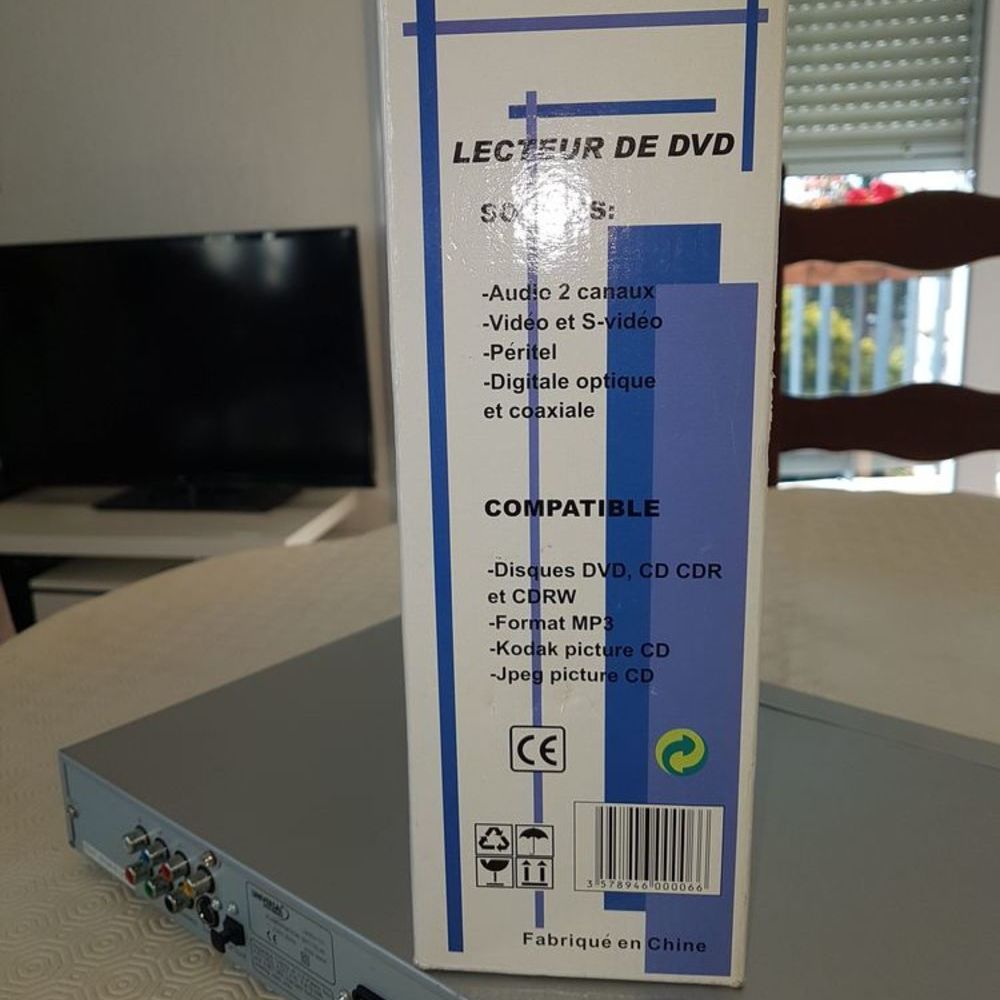 LECTEUR DE DVD
-Audio 2 canaux
-Vidéo et S-vidéo
-Péritel
-Digitale optique
et coaxiale
COMPATIBLE
-Disques DVD, CD CDR
et CDRW
-Format MP3
-Kodak picture CD
-Jpeg picture CD
CE
3 578946 000066
Fabriqué en Chine